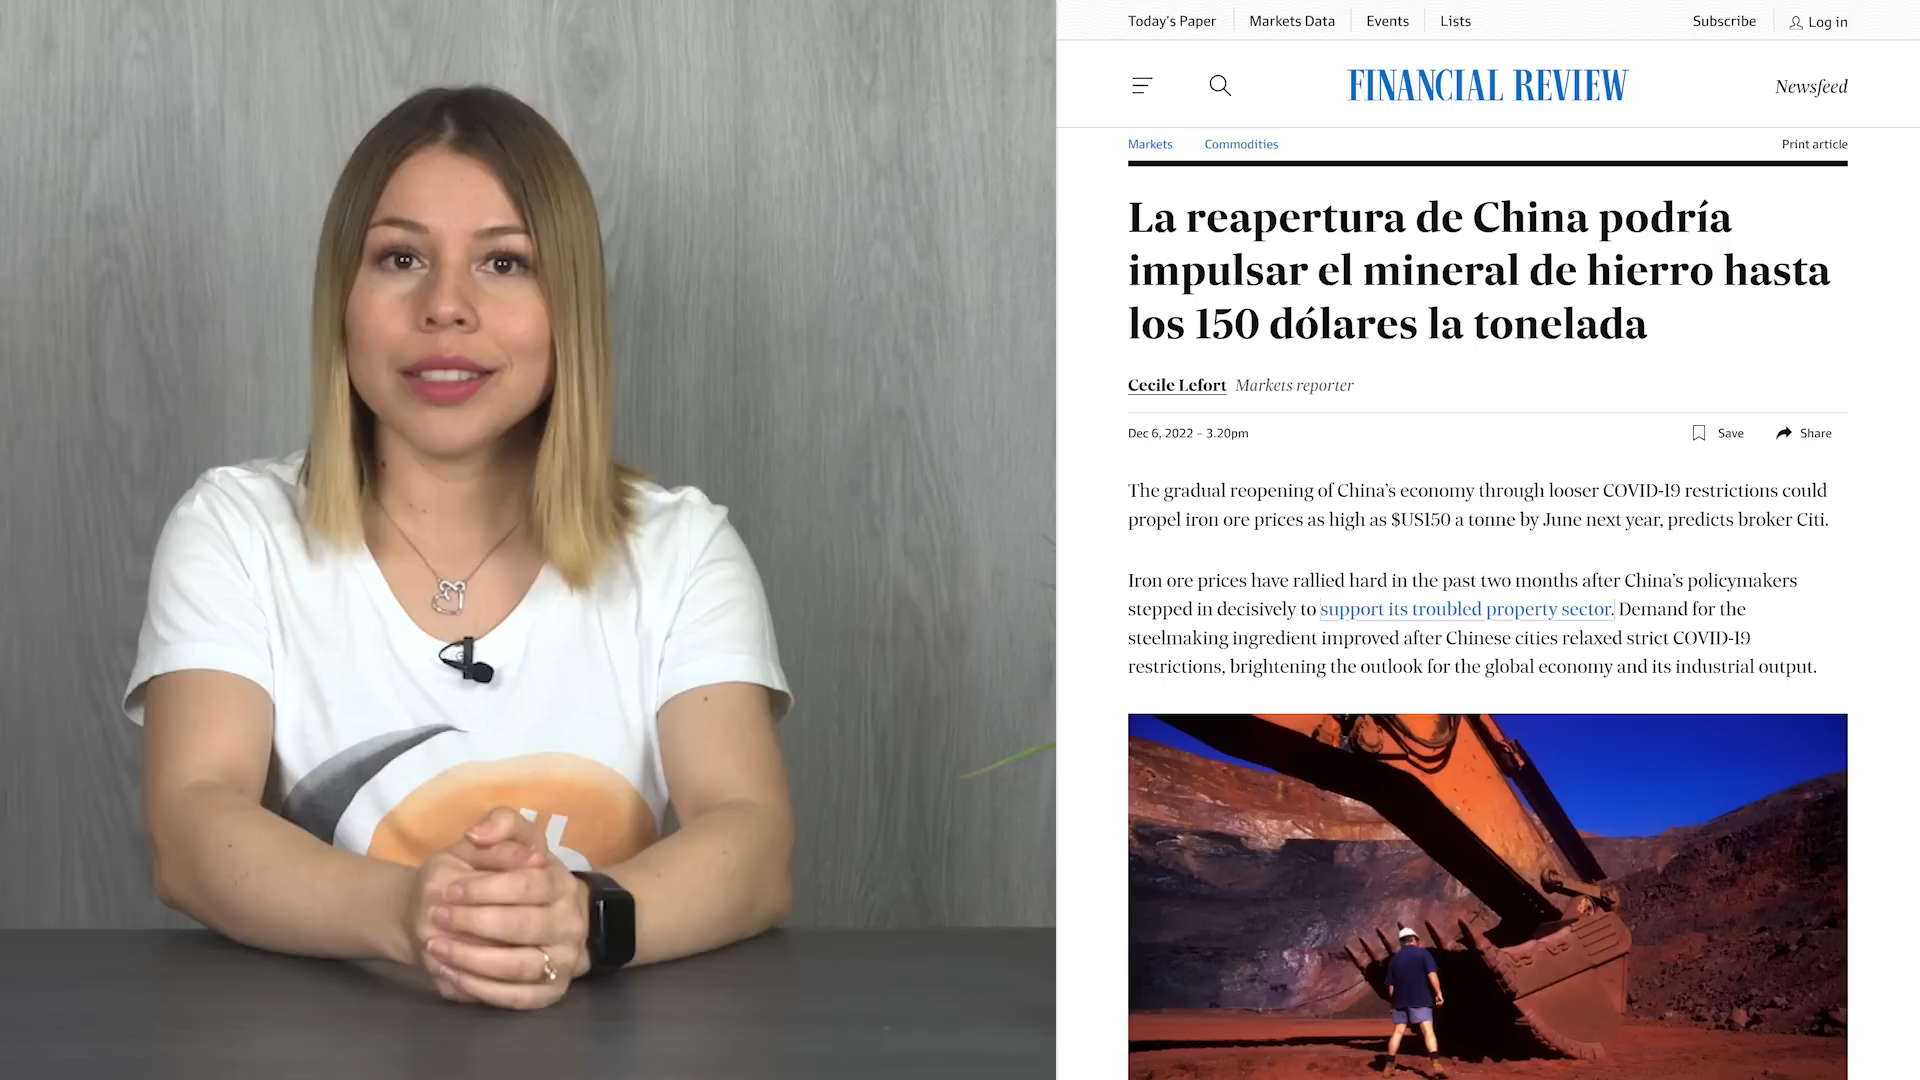 Today's Paper
Markets Data
Events
Lists
Subscribe
Log in
FINANCIAL REVIEW
Newsfeed
Markets
Commodities
Print article
La reapertura de China podría
impulsar el mineral de hierro hasta
los 150 dólares la tonelada
Cecile Lefort Markets reporter
Dec 6, 2022 – 3.20pm
Save
Share
The gradual reopening of China's economy through looser COVID-19 restrictions could
propel iron ore prices as high as $US150 a tonne by June next year, predicts broker Citi.
Iron ore prices have rallied hard in the past two months after China's policymakers
stepped in decisively to support its troubled property sector. Demand for the
steelmaking ingredient improved after Chinese cities relaxed strict COVID-19
restrictions, brightening the outlook for the global economy and its industrial output.